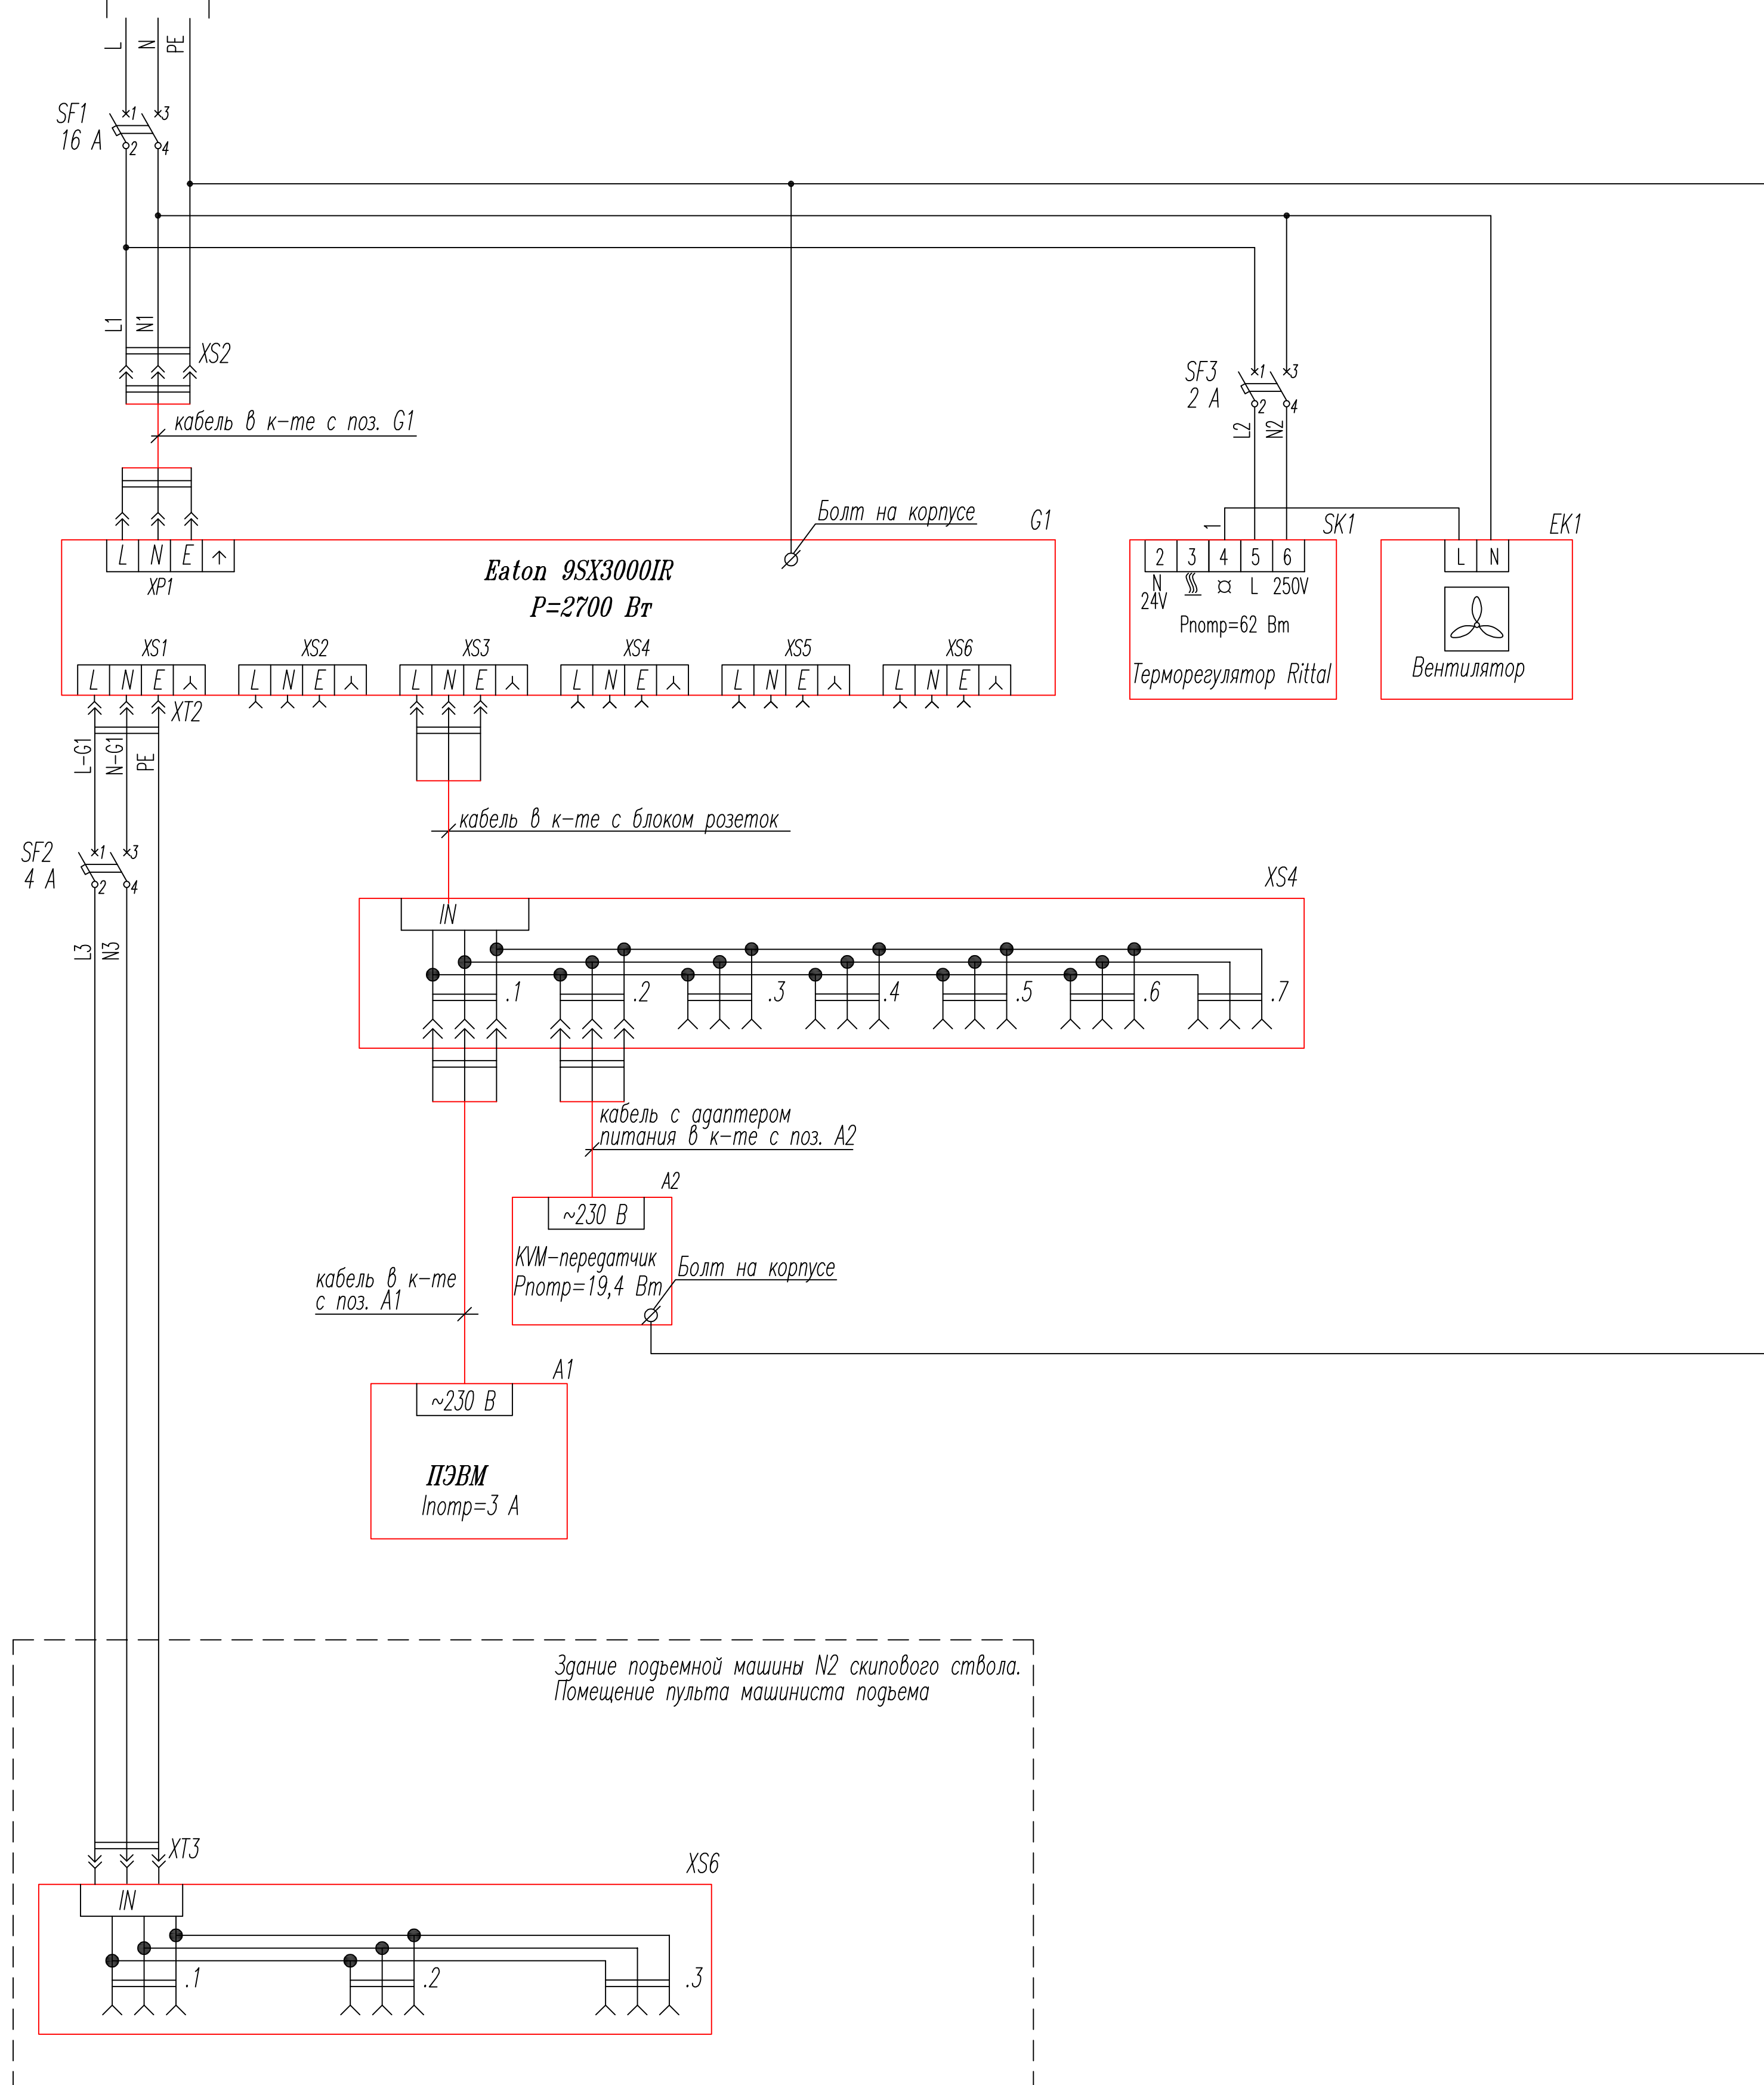 L N PE
SF1
16 A
1 3
2 4
L1 N1
XS2
кабель в к-те с поз. G1
SF3
2 A
1 3
2 4
L2 N2
Болт на корпусе
G1
1
SK1
EK1
L N E
XP1
Eaton 9SX3000IR
P=2700 Вт
2 3 4 5 6
N
24V
L 250V
Pпотр=62 Вт
Терморегулятор Rittal
L N
Вентилятор
XS1 XS2 XS3 XS4 XS5 XS6
L N E L N E L N E L N E L N E L N E
XT2
L-G1 N-G1 PE
кабель в к-те с блоком розеток
SF2
4 A
1 3
2 4
L3 N3
XS4
IN
.1 .2 .3 .4 .5 .6 .7
кабель с адаптером
питания в к-те с поз. A2
A2
~230 В
KVM-передатчик
Pпотр=19,4 Вт
Болт на корпусе
кабель в к-те
с поз. A1
A1
~230 В
ПЭВМ
Iпотр=3 А
Здание подъемной машины N2 скипового ствола.
Помещение пульта машиниста подъема
XT3
XS6
IN
.1 .2 .3